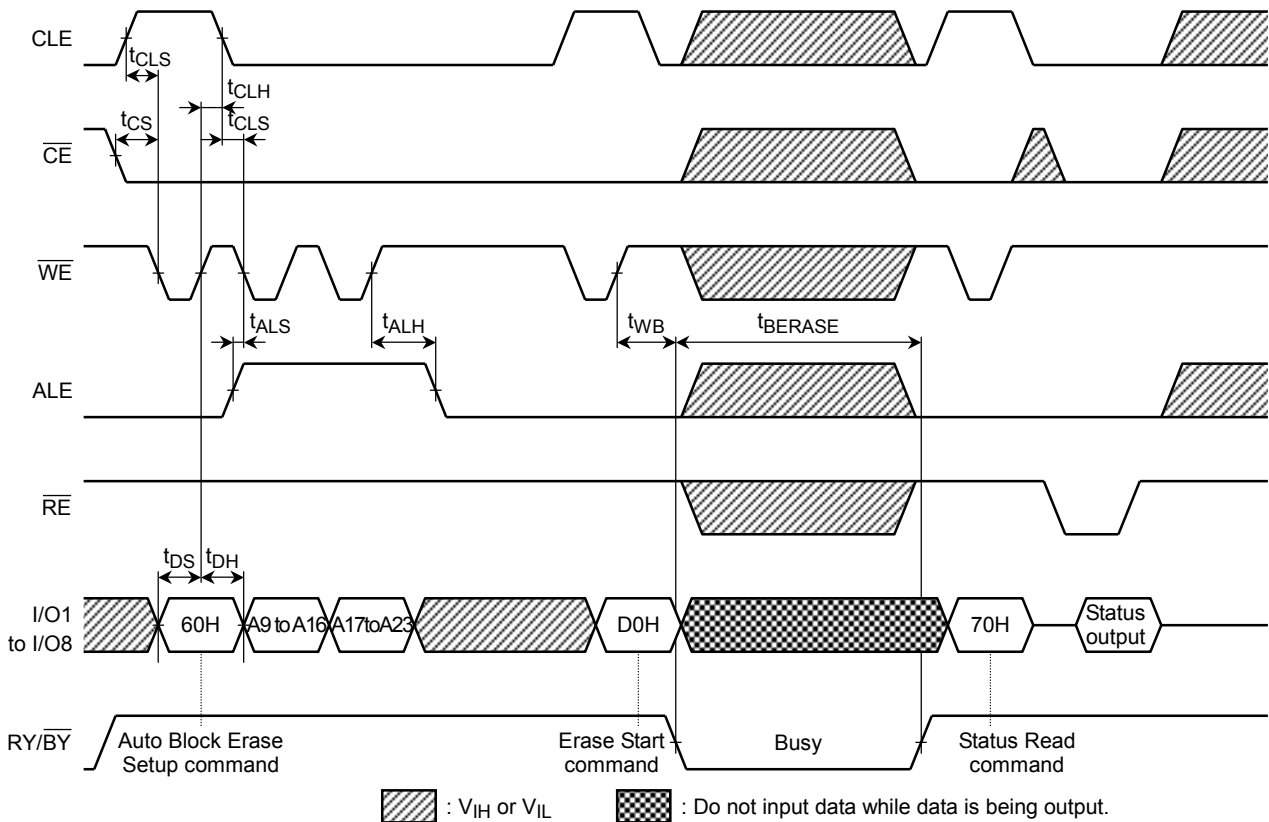 CLE
tCLS
tCLH
tCS
tCLS
CE
WE
tALS
tALH
tWB
tBERASE
ALE
RE
tDS
tDH
I/O1
to I/O8
60H
A9 to A16
A17toA23
D0H
70H
Status
output
RY/BY
Auto Block Erase
Setup command
Erase Start
command
Busy
Status Read
command
: VIH or VIL
: Do not input data while data is being output.